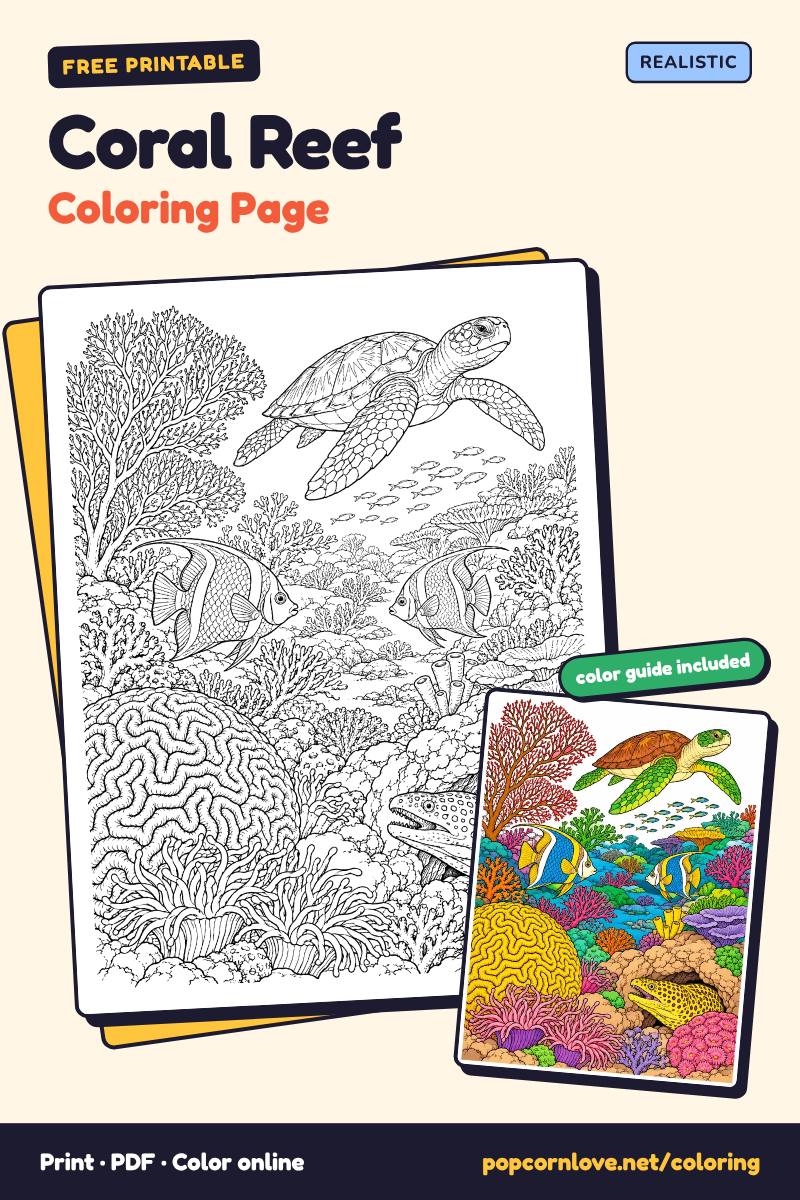 FREE PRINTABLE
REALISTIC
Coral Reef
Coloring Page
color guide included
Print · PDF · Color online
popcornlove.net/coloring